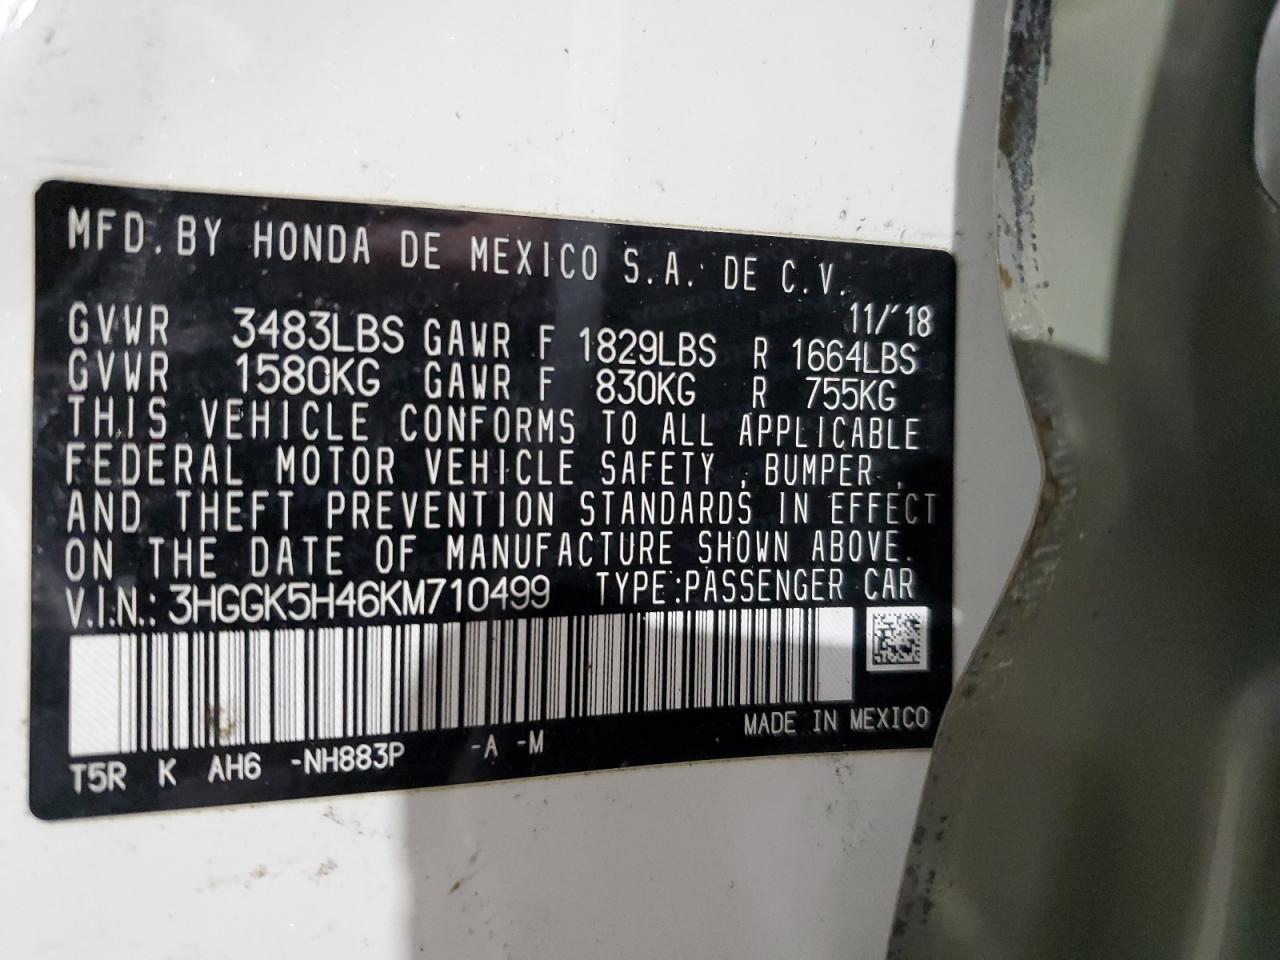 MFD. BY HONDA DE MEXICO S.A. DE C.V.
11/'18
GVWR 3483LBS GAWR F 1829LBS R 1664LBS
GVWR 1580KG GAWR F 830KG R 755KG
THIS VEHICLE CONFORMS TO ALL APPLICABLE
FEDERAL MOTOR VEHICLE SAFETY , BUMPER ,
AND THEFT PREVENTION STANDARDS IN EFFECT
ON THE DATE OF MANUFACTURE SHOWN ABOVE.
V.I.N.: 3HGGK5H46KM710499 TYPE:PASSENGER CAR
MADE IN MEXICO
T5R K AH6 -NH883P -A -M